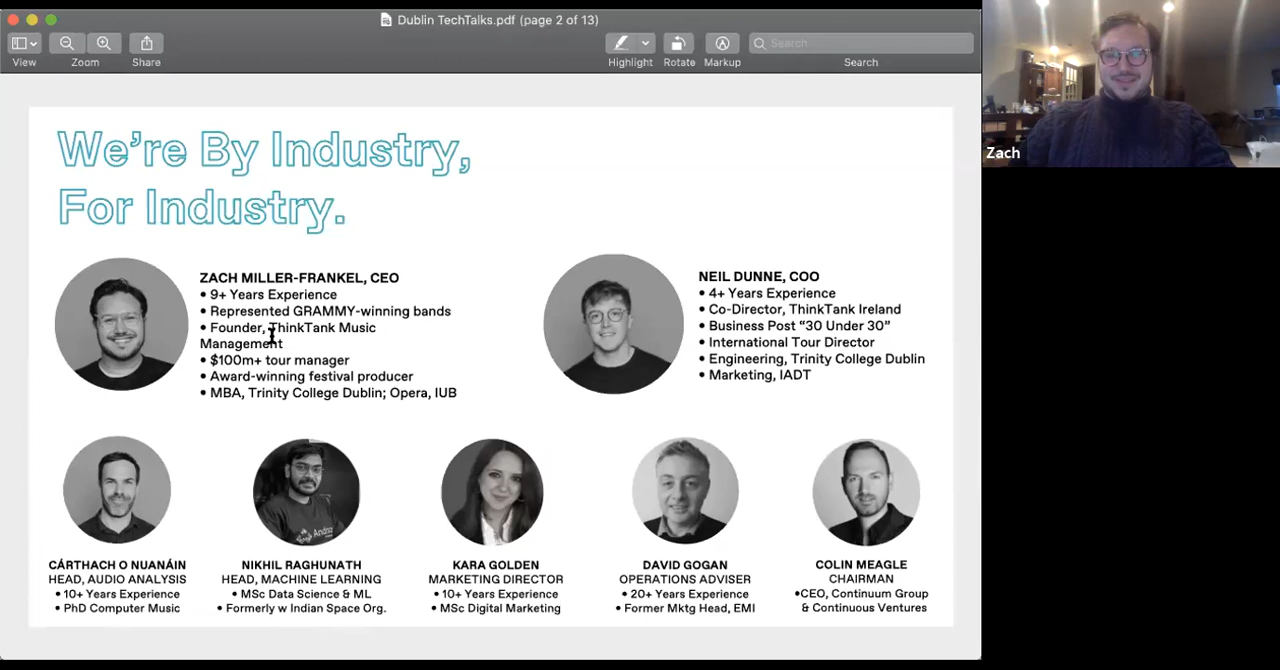 Dublin TechTalks.pdf (page 2 of 13)
View
Zoom
Share
Highlight
Rotate
Markup
Search
Search
Zach
We're By Industry,
For Industry.
ZACH MILLER-FRANKEL, CEO
• 9+ Years Experience
• Represented GRAMMY-winning bands
• Founder, ThinkTank Music
Management
• $100m+ tour manager
• Award-winning festival producer
• MBA, Trinity College Dublin; Opera, IUB
NEIL DUNNE, COO
• 4+ Years Experience
• Co-Director, ThinkTank Ireland
• Business Post “30 Under 30”
• International Tour Director
• Engineering, Trinity College Dublin
• Marketing, IADT
CÁRTHACH O NUANÁIN
HEAD, AUDIO ANALYSIS
• 10+ Years Experience
• PhD Computer Music
NIKHIL RAGHUNATH
HEAD, MACHINE LEARNING
• MSc Data Science & ML
• Formerly w Indian Space Org.
KARA GOLDEN
MARKETING DIRECTOR
• 10+ Years Experience
• MSc Digital Marketing
DAVID GOGAN
OPERATIONS ADVISER
• 20+ Years Experience
• Former Mktg Head, EMI
COLIN MEAGLE
CHAIRMAN
•CEO, Continuum Group
& Continuous Ventures